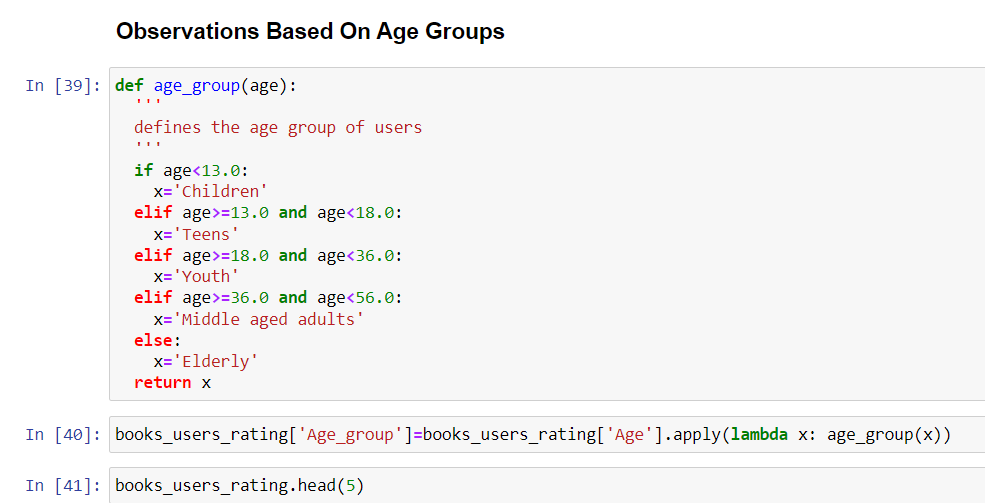 Observations Based On Age Groups
In [39]: def age_group(age):
  '''
  defines the age group of users
  '''
  if age<13.0:
    x='Children'
  elif age>=13.0 and age<18.0:
    x='Teens'
  elif age>=18.0 and age<36.0:
    x='Youth'
  elif age>=36.0 and age<56.0:
    x='Middle aged adults'
  else:
    x='Elderly'
  return x
In [40]: books_users_rating['Age_group']=books_users_rating['Age'].apply(lambda x: age_group(x))
In [41]: books_users_rating.head(5)